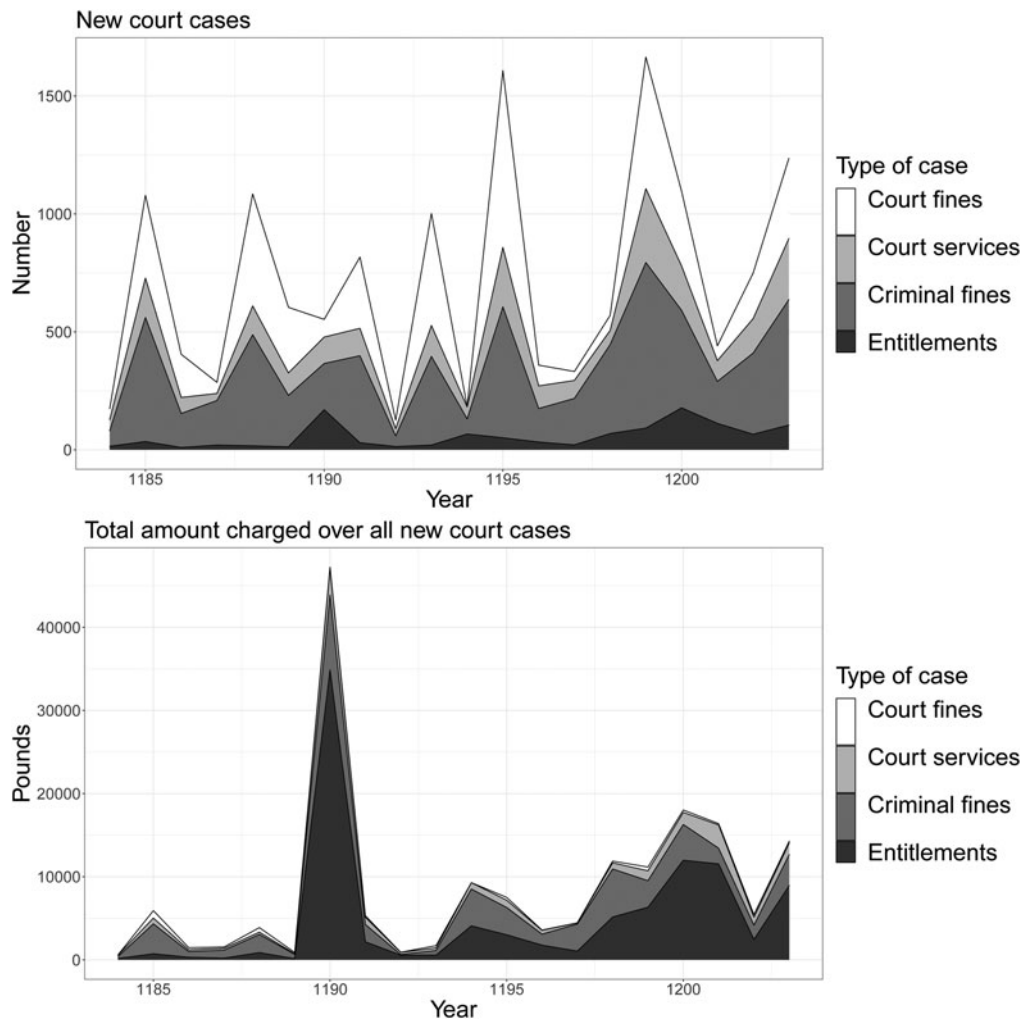 New court cases
1500
1000
500
0
Number
1185 1190 1195 1200
Year
Type of case
Court fines
Court services
Criminal fines
Entitlements
Total amount charged over all new court cases
40000
30000
20000
10000
0
Pounds
1185 1190 1195 1200
Year
Type of case
Court fines
Court services
Criminal fines
Entitlements